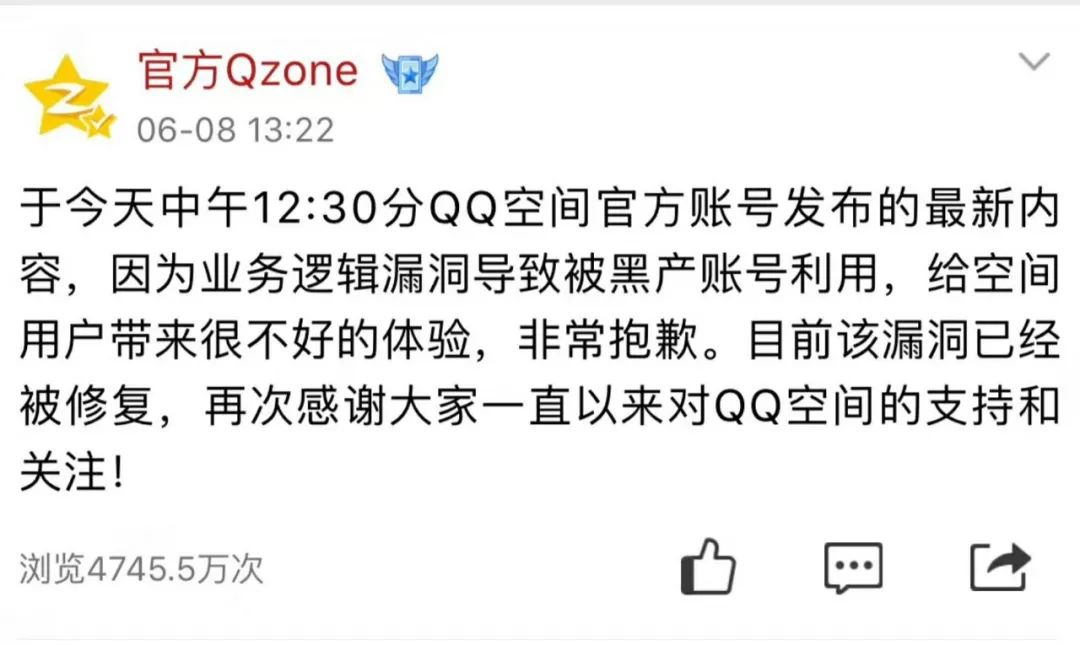 官方Qzone
06-08 13:22
于今天中午12:30分QQ空间官方账号发布的最新内
容，因为业务逻辑漏洞导致被黑产账号利用，给空间
用户带来很不好的体验，非常抱歉。目前该漏洞已经
被修复，再次感谢大家一直以来对QQ空间的支持和
关注！
浏览4745.5万次